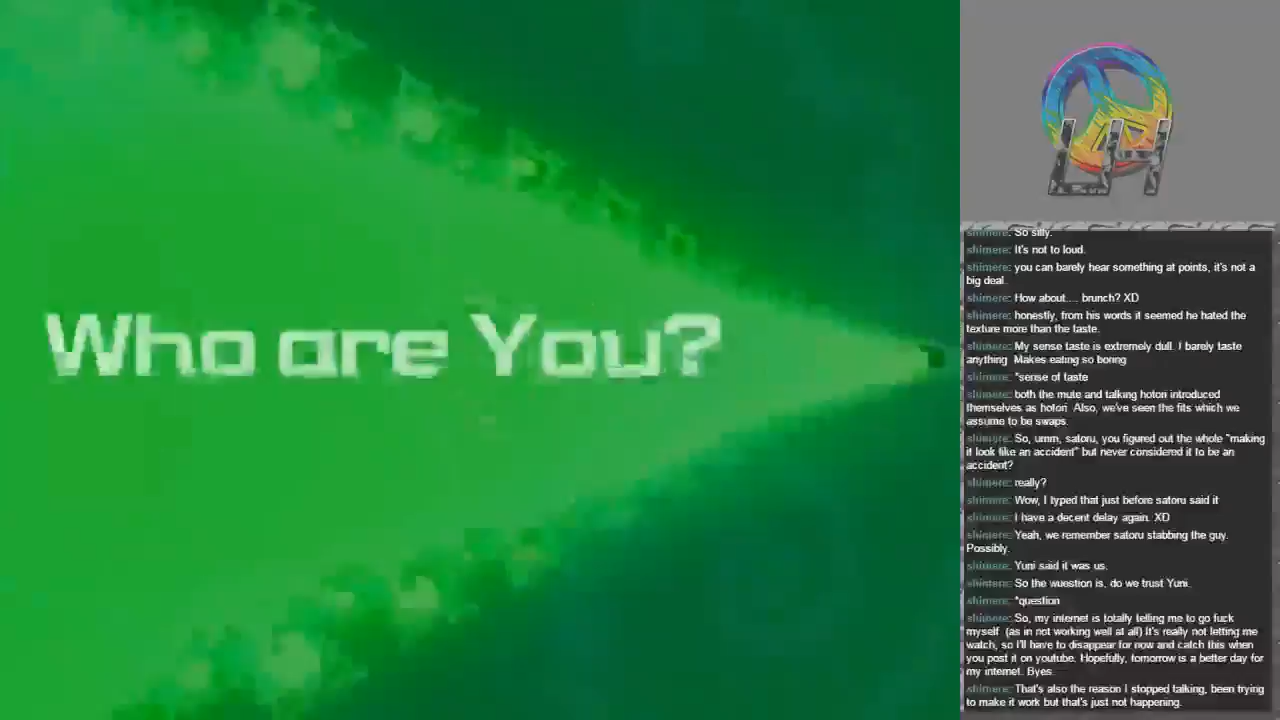 Who are You?
LH
shimere: So silly.
shimere: It's not to loud.
shimere: you can barely hear something at points, it's not a
big deal.
shimere: How about.... brunch? XD
shimere: honestly, from his words it seemed he hated the
texture more than the taste.
shimere: My sense taste is extremely dull. I barely taste
anything. Makes eating so boring
shimere: *sense of taste
shimere: both the mute and talking hotori introduced
themselves as hotori. Also, we've seen the fits which we
assume to be swaps.
shimere: So, umm, satoru, you figured out the whole "making
it look like an accident" but never considered it to be an
accident?
shimere: really?
shimere: Wow, I typed that just before satoru said it
shimere: I have a decent delay again. XD
shimere: Yeah, we remember satoru stabbing the guy.
Possibly.
shimere: Yuni said it was us.
shimere: So the wuestion is, do we trust Yuni.
shimere: *question
shimere: So, my internet is totally telling me to go fuck
myself (as in not working well at all) It's really not letting me
watch, so I'll have to disappear for now and catch this when
you post it on youtube. Hopefully, tomorrow is a better day for
my internet. Byes.
shimere: That's also the reason I stopped talking, been trying
to make it work but that's just not happening.